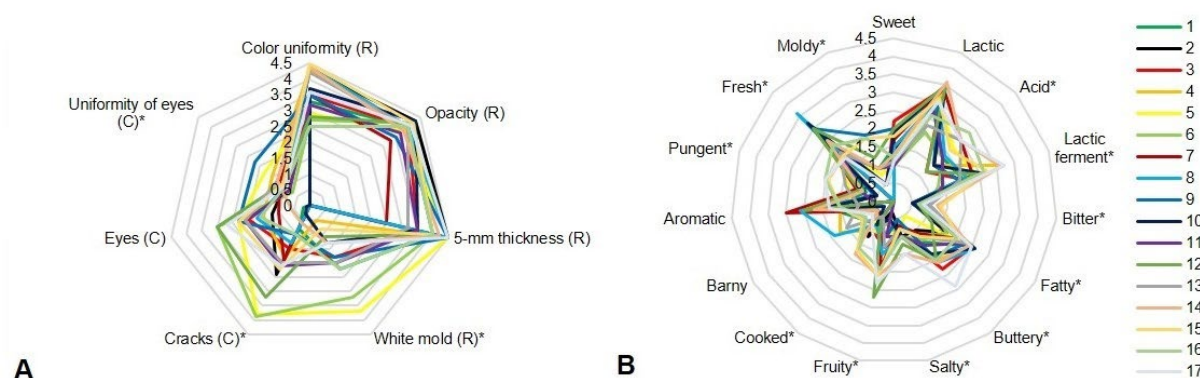 Color uniformity (R)
4.5
4
3.5
3
2.5
2
1.5
1
0.5
0
Opacity (R)
5-mm thickness (R)
White mold (R)*
Cracks (C)*
Eyes (C)
Uniformity of eyes
(C)*
A
Sweet
4.5
4
3.5
3
2.5
2
1.5
1
0.5
0
Lactic
Acid*
Lactic
ferment*
Bitter*
Fatty*
Buttery*
Salty*
Fruity*
Cooked*
Barny
Aromatic
Pungent*
Fresh*
Moldy*
B
1
2
3
4
5
6
7
8
9
10
11
12
13
14
15
16
17